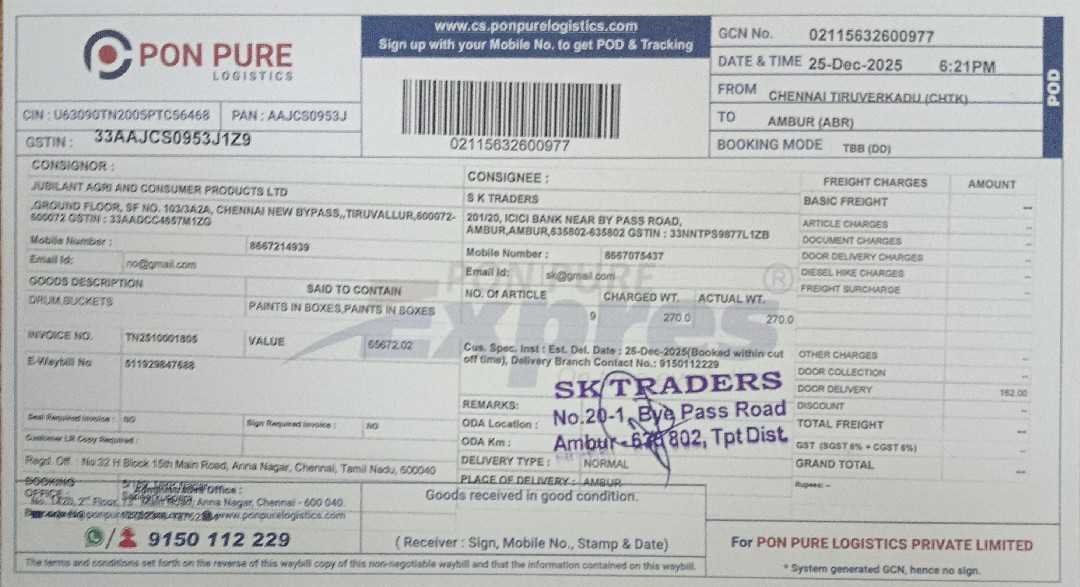 PON PURE
LOGISTICS
www.cs.ponpurelogistics.com
Sign up with your Mobile No. to get POD & Tracking
GCN No. 02115632600977
DATE & TIME 25-Dec-2025 6:21PM
FROM CHENNAI TIRUVERKADU (CHTK)
TO AMBUR (ABR)
BOOKING MODE TBB (DD)
POD
CIN : U63090TN2005PTC56468 PAN : AAJCS0953J
GSTIN : 33AAJCS0953J1Z9
02115632600977
CONSIGNOR :
JUBILANT AGRI AND CONSUMER PRODUCTS LTD
,GROUND FLOOR, SF NO. 103/3A2A, CHENNAI NEW BYPASS,,TIRUVALLUR,600072-
600072 GSTIN : 33AADCC4657M1ZG
Mobile Number : 8667214939
Email Id: no@gmail.com
GOODS DESCRIPTION SAID TO CONTAIN
DRUM,BUCKETS PAINTS IN BOXES,PAINTS IN BOXES
INVOICE NO. TN2510001805 VALUE 65672.02
E-Waybill No 511929847688
Seal Required Invoice : NO Sign Required Invoice : NO
Customer LR Copy Required :
CONSIGNEE :
S K TRADERS
201/20, ICICI BANK NEAR BY PASS ROAD,
AMBUR,AMBUR,635802-635802 GSTIN : 33NNTPS9877L1ZB
Mobile Number : 8667075437
Email Id: sk@gmail.com
PON PURE
Expres
®
NO. Of ARTICLE CHARGED WT. ACTUAL WT.
9 270.0 270.0
Cus. Spec. Inst : Est. Del. Date : 26-Dec-2025(Booked within cut
off time), Delivery Branch Contact No.: 9150112229
REMARKS:
ODA Location :
ODA Km :
SK TRADERS
No.20-1, Bye Pass Road
Ambur - 635 802, Tpt Dist.
DELIVERY TYPE : NORMAL
PLACE OF DELIVERY : AMBUR
FREIGHT CHARGES AMOUNT
BASIC FREIGHT --
ARTICLE CHARGES --
DOCUMENT CHARGES --
DOOR DELIVERY CHARGES --
DIESEL HIKE CHARGES --
FREIGHT SURCHARGE --
OTHER CHARGES --
DOOR COLLECTION --
DOOR DELIVERY 162.00
DISCOUNT --
TOTAL FREIGHT --
GST (SGST 6% + CGST 6%) --
GRAND TOTAL --
Rupees: --
Regd. Off : No:32 H Block 15th Main Road, Anna Nagar, Chennai, Tamil Nadu, 600040
BOOKING
OFFICE :
Administrative Office :
2nd Floor, Main Road, Anna Nagar, Chennai - 600 040
www.ponpurelogistics.com
9150 112 229
Goods received in good condition.
( Receiver : Sign, Mobile No., Stamp & Date)
For PON PURE LOGISTICS PRIVATE LIMITED
* System generated GCN, hence no sign.
The terms and conditions set forth on the reverse of this waybill copy of this non-negotiable waybill and that the information contained on this waybill.